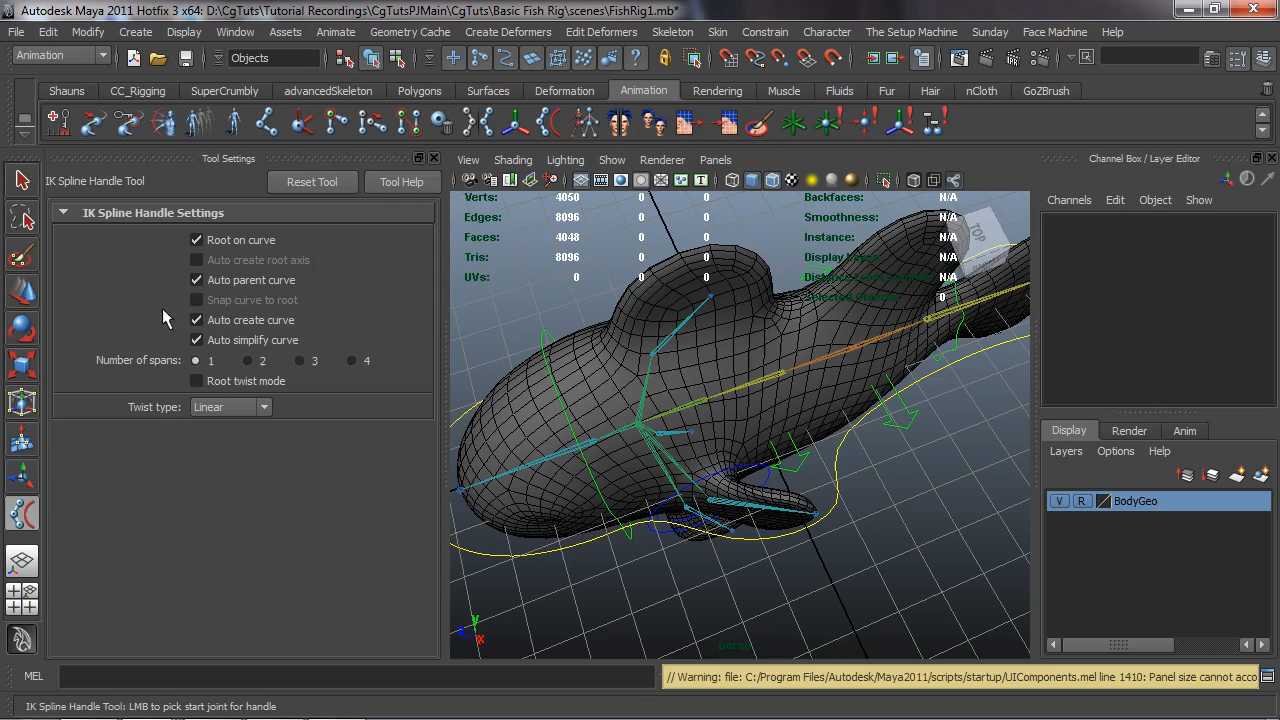 Autodesk Maya 2011 Hotfix 3 x64: D:\CgTuts\Tutorial Recordings\CgTutsPJMain\CgTuts\Basic Fish Rig\scenes\FishRig1.mb*
File Edit Modify Create Display Window Assets Animate Geometry Cache Create Deformers Edit Deformers Skeleton Skin Constrain Character The Setup Machine Sunday Face Machine Help
Animation Objects
Shauns CC_Rigging SuperCrumbly advancedSkeleton Polygons Surfaces Deformation Animation Rendering Muscle Fluids Fur Hair nCloth GoZBrush
Tool Settings
IK Spline Handle Tool Reset Tool Tool Help
IK Spline Handle Settings
Root on curve
Auto create root axis
Auto parent curve
Snap curve to root
Auto create curve
Auto simplify curve
Number of spans: 1 2 3 4
Root twist mode
Twist type: Linear
View Shading Lighting Show Renderer Panels
Verts: 4050 0 0
Edges: 8096 0 0
Faces: 4048 0 0
Tris: 8096 0 0
UVs: 0 0 0
Backfaces: N/A
Smoothness: N/A
Instance: N/A
Display Layer: N/A
Distance From Camera: N/A
Selected Objects: 0
TOP
y
x
z
persp
Channel Box / Layer Editor
Channels Edit Object Show
Display Render Anim
Layers Options Help
V R BodyGeo
MEL
// Warning: file: C:/Program Files/Autodesk/Maya2011/scripts/startup/UIComponents.mel line 1410: Panel size cannot acco
IK Spline Handle Tool: LMB to pick start joint for handle